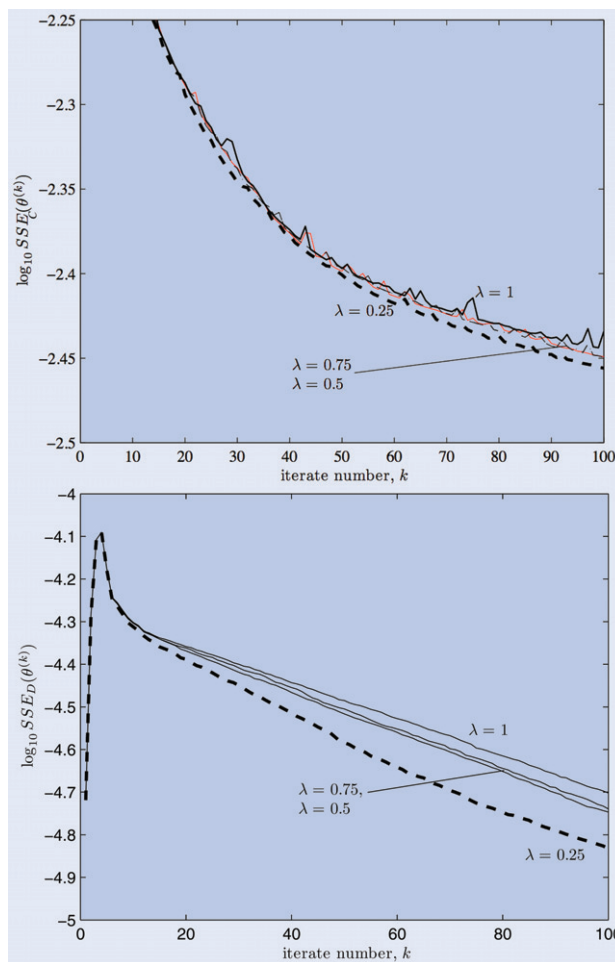 -2.25
-2.3
-2.35
-2.4
-2.45
-2.5
log₁₀ SSE_C(θ^(k))
λ = 1
λ = 0.25
λ = 0.75
λ = 0.5
0 10 20 30 40 50 60 70 80 90 100
iterate number, k
-4
-4.1
-4.2
-4.3
-4.4
-4.5
-4.6
-4.7
-4.8
-4.9
-5
log₁₀ SSE_D(θ^(k))
λ = 1
λ = 0.75,
λ = 0.5
λ = 0.25
0 20 40 60 80 100
iterate number, k